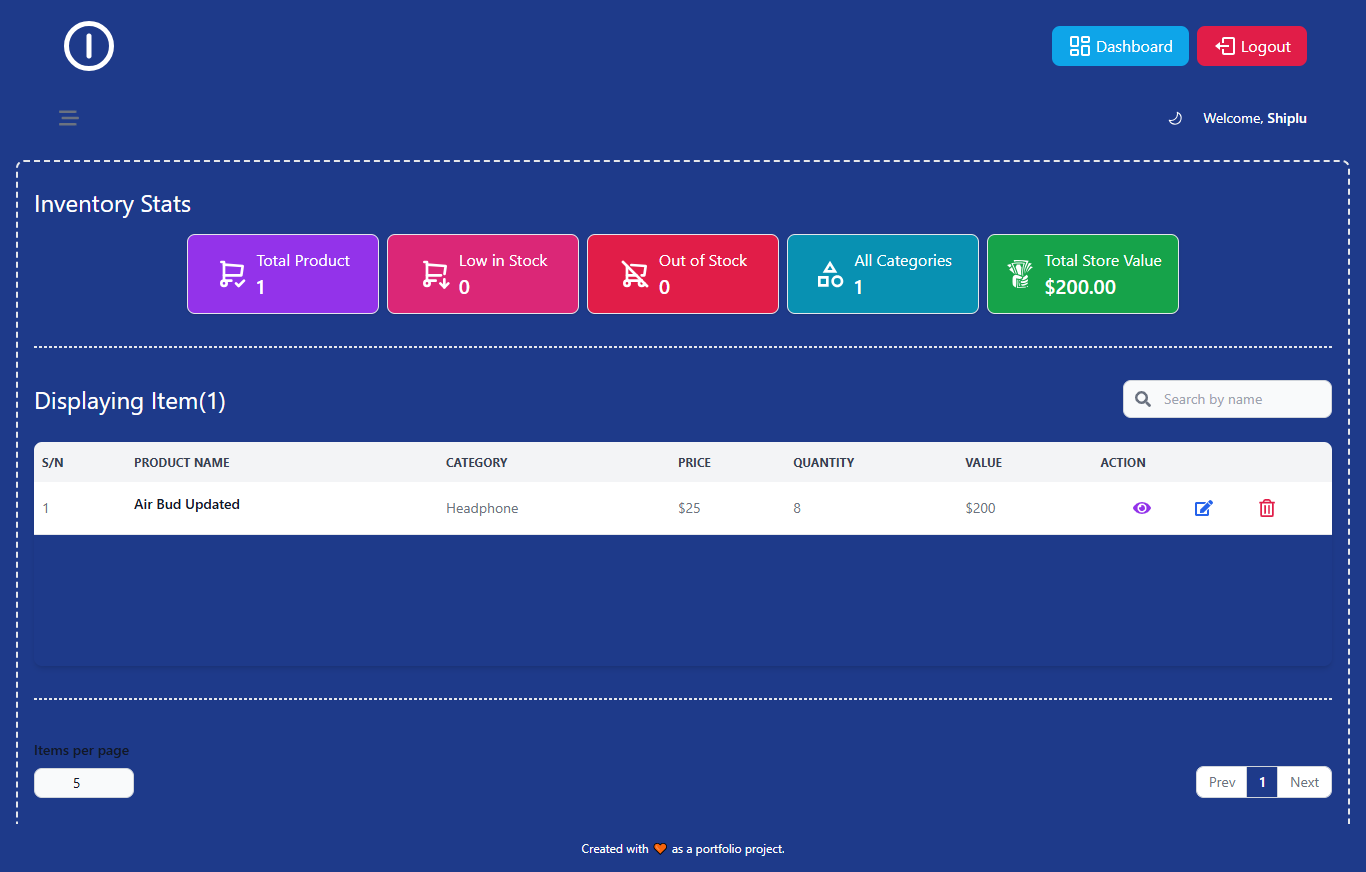 Dashboard Logout
Welcome, Shiplu
Inventory Stats
Total Product
1
Low in Stock
0
Out of Stock
0
All Categories
1
Total Store Value
$200.00
Displaying Item(1)
Search by name
S/N PRODUCT NAME CATEGORY PRICE QUANTITY VALUE ACTION
1 Air Bud Updated Headphone $25 8 $200
Items per page
5
Prev 1 Next
Created with 🧡 as a portfolio project.